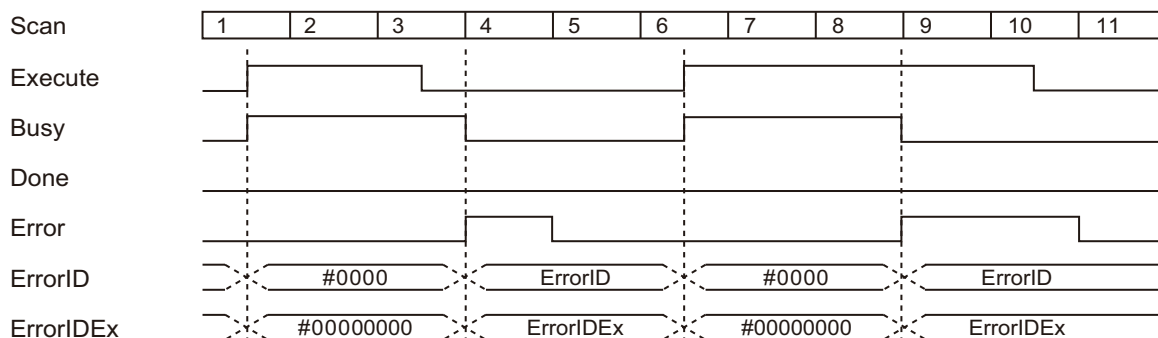 Scan 1 2 3 4 5 6 7 8 9 10 11
Execute
Busy
Done
Error
ErrorID #0000 ErrorID #0000 ErrorID
ErrorIDEx #00000000 ErrorIDEx #00000000 ErrorIDEx